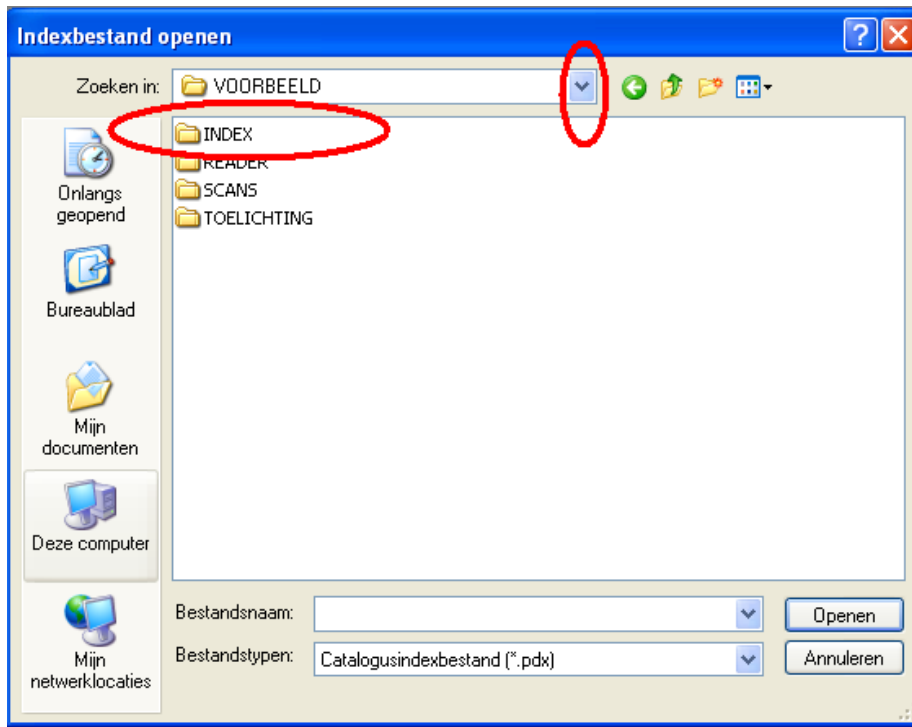 Indexbestand openen
Zoeken in:
VOORBEELD
INDEX
READER
SCANS
TOELICHTING
Onlangs
geopend
Bureaublad
Mijn
documenten
Deze computer
Mijn
netwerklocaties
Bestandsnaam:
Openen
Bestandstypen:
Catalogusindexbestand (*.pdx)
Annuleren